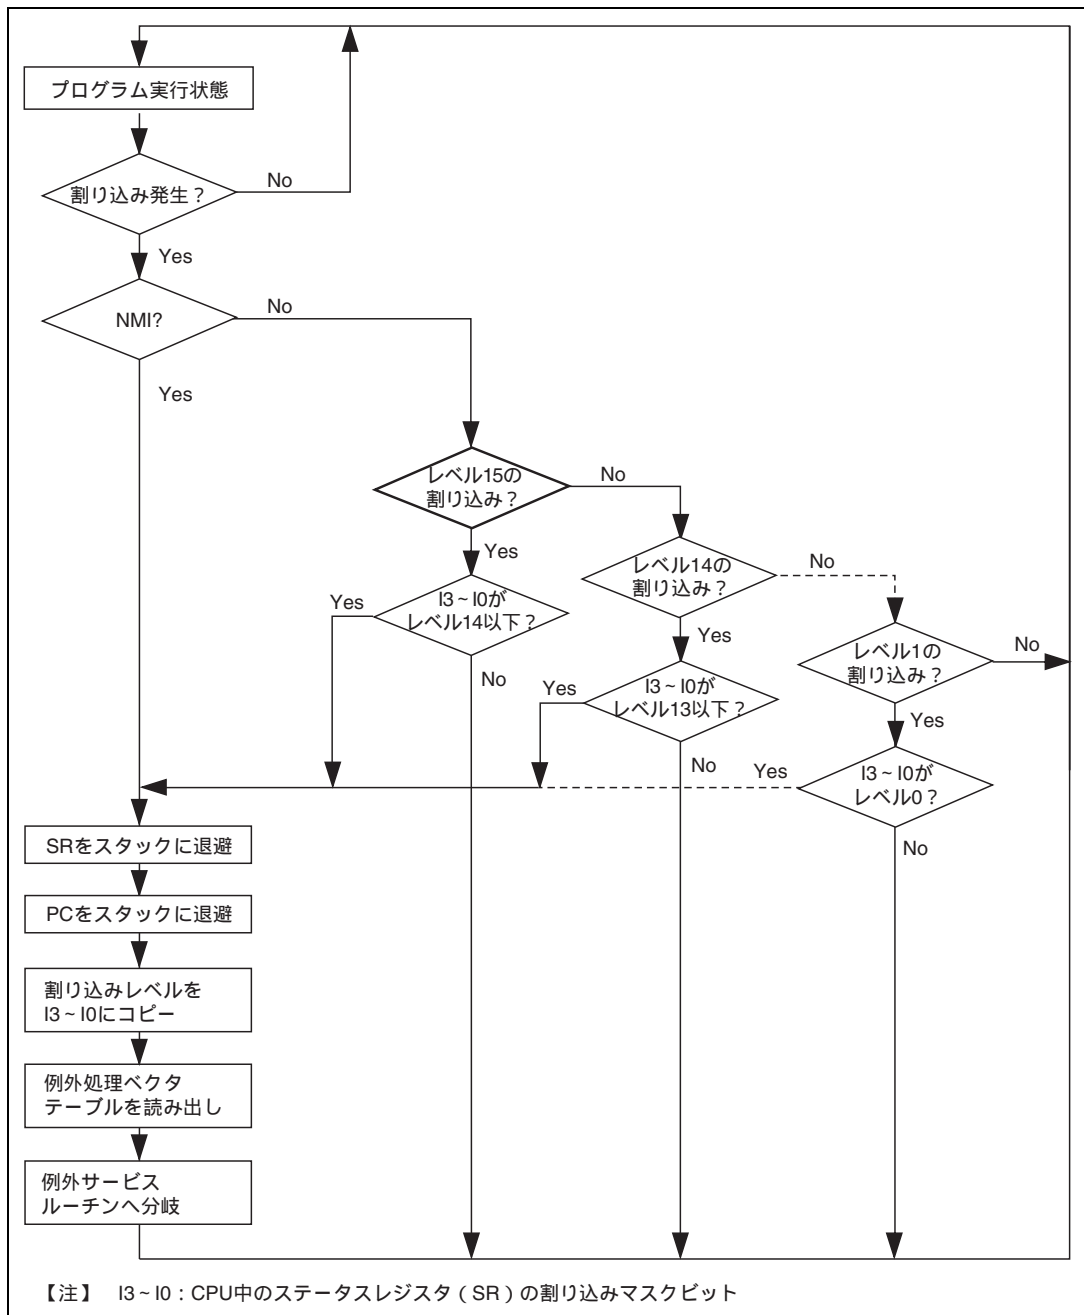 プログラム実行状態
割り込み発生？
No
Yes
NMI?
No
Yes
レベル15の
割り込み？
No
Yes
レベル14の
割り込み？
No
I3～I0が
レベル14以下？
Yes
No
Yes
レベル1の
割り込み？
No
I3～I0が
レベル13以下？
Yes
No
Yes
I3～I0が
レベル0？
Yes
No
SRをスタックに退避
PCをスタックに退避
割り込みレベルを
I3～I0にコピー
例外処理ベクタ
テーブルを読み出し
例外サービス
ルーチンへ分岐
【注】 I3～I0：CPU中のステータスレジスタ（SR）の割り込みマスクビット